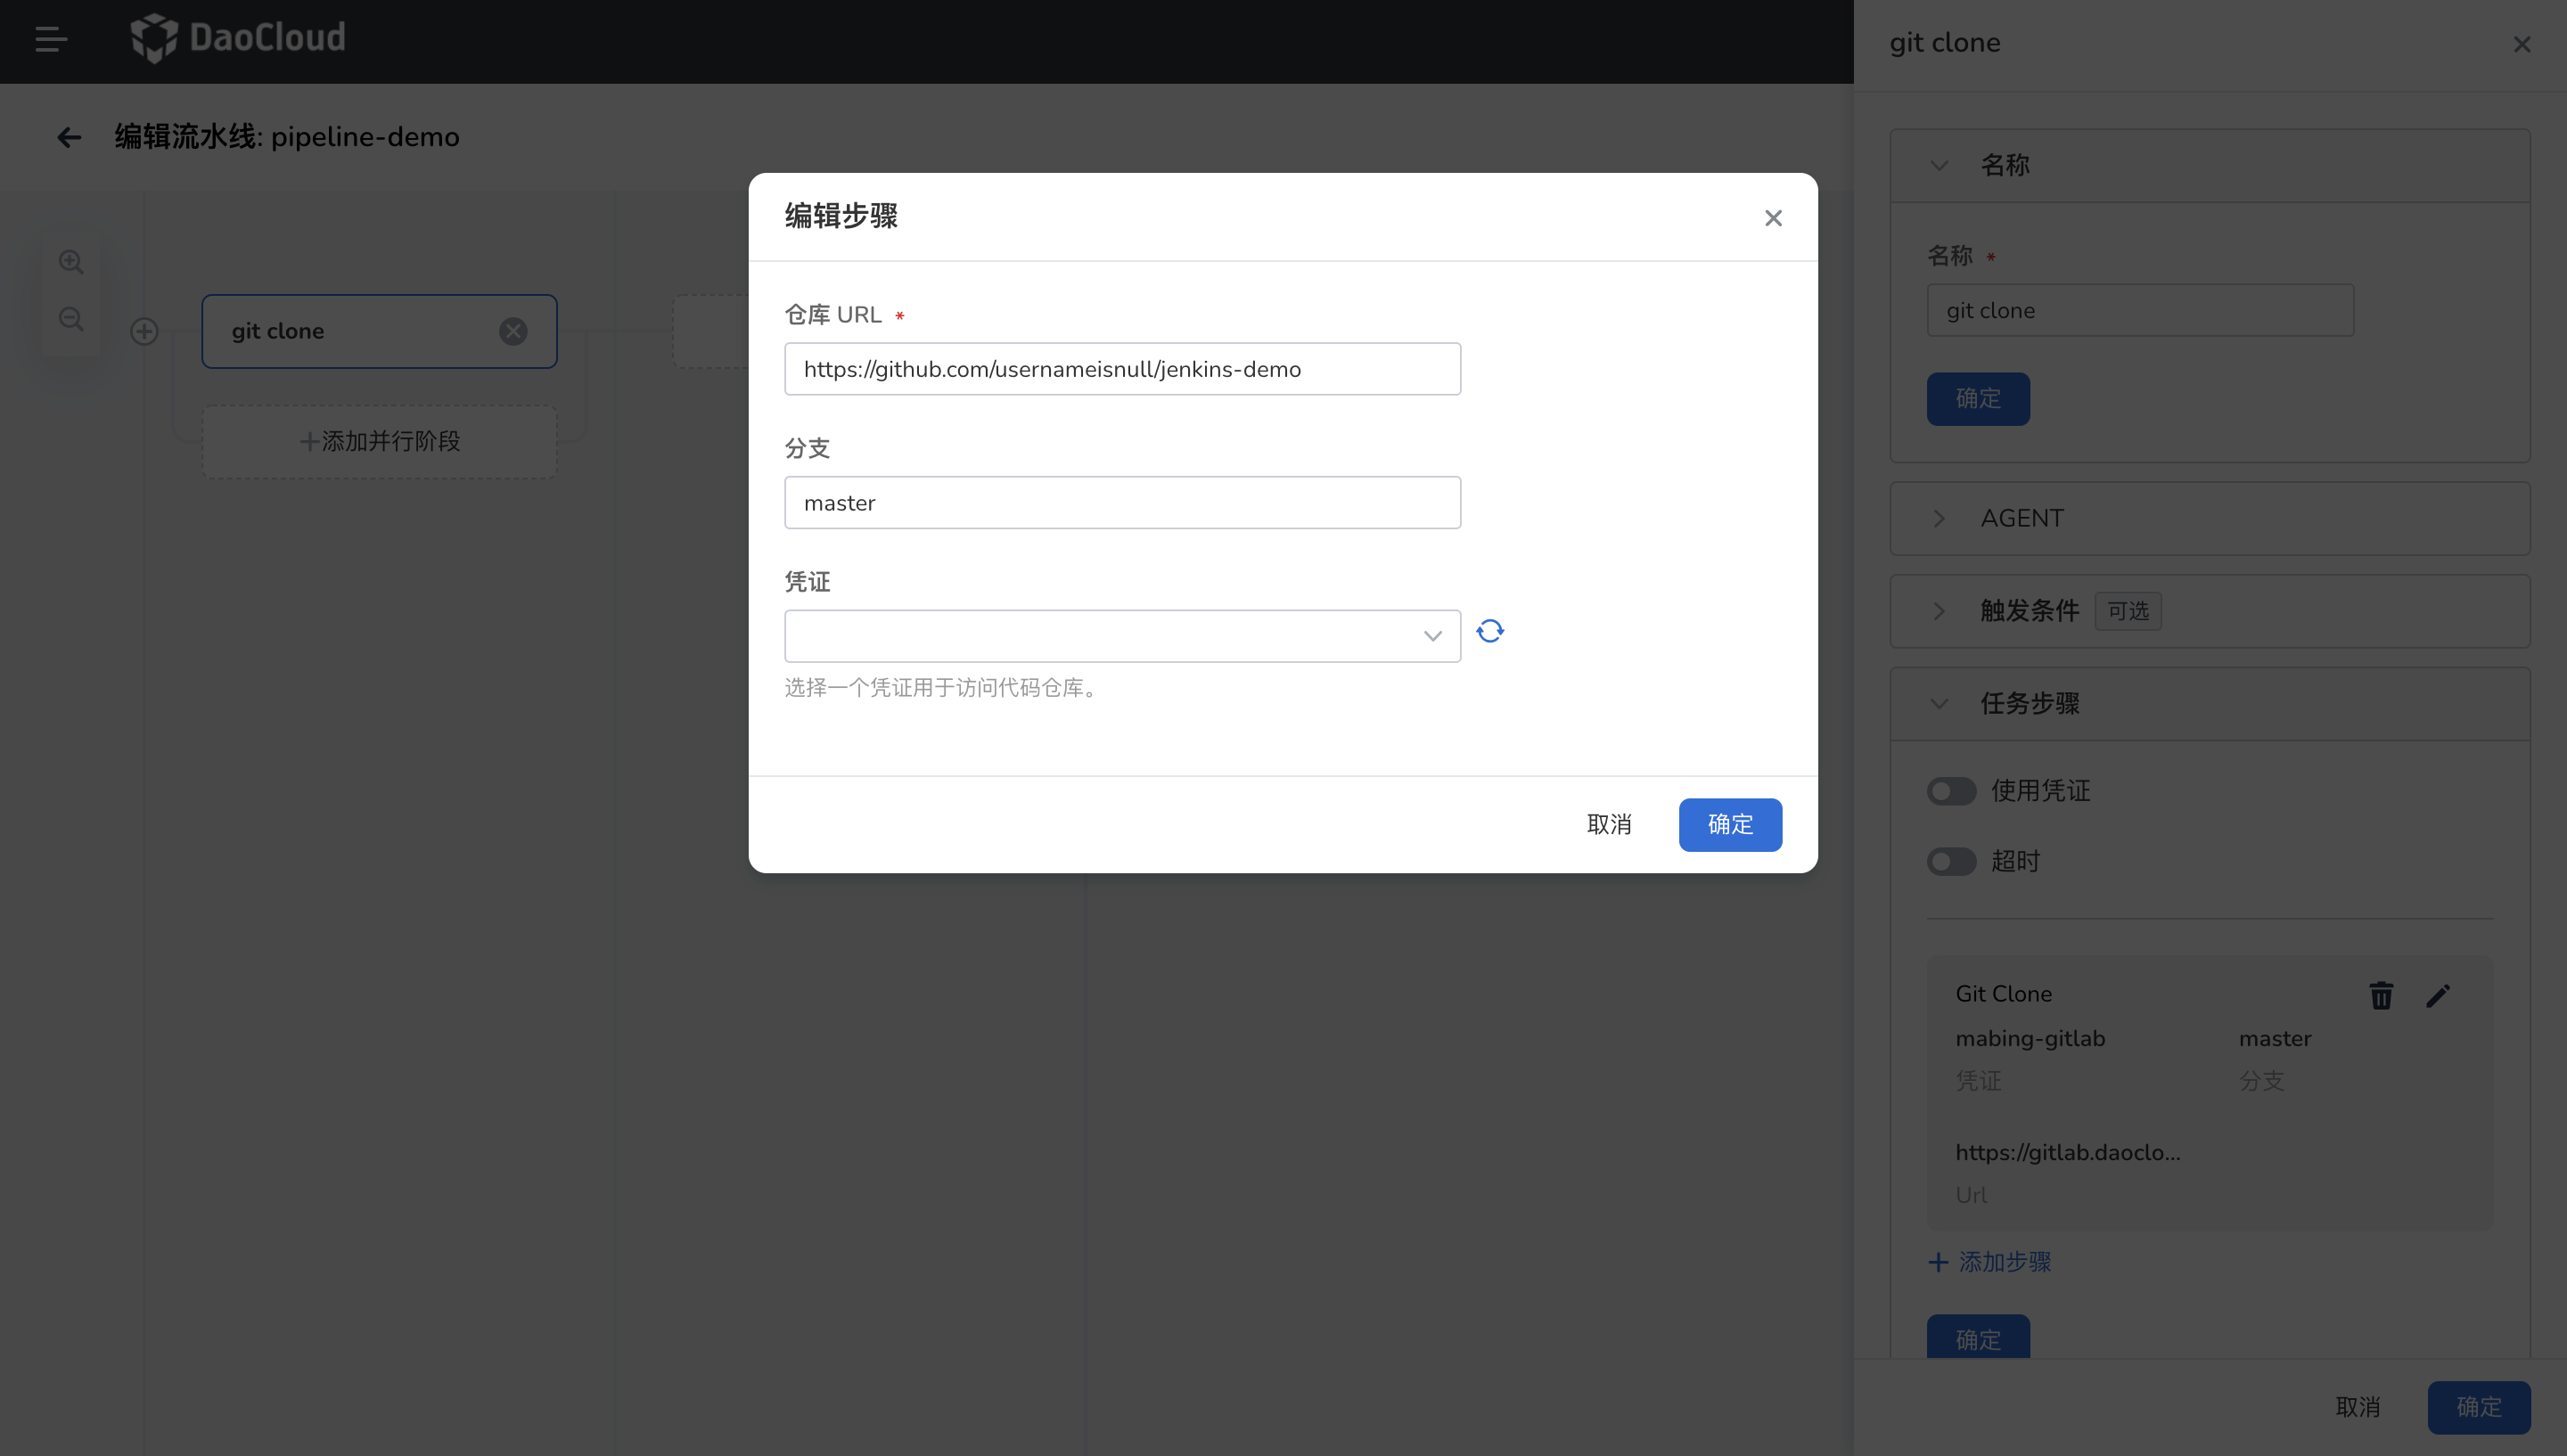 DaoCloud
编辑流水线: pipeline-demo
git clone
+添加并行阶段
编辑步骤
仓库 URL *
https://github.com/usernameisnull/jenkins-demo
分支
master
凭证
选择一个凭证用于访问代码仓库。
取消
确定
git clone
名称
名称 *
git clone
确定
AGENT
触发条件 可选
任务步骤
使用凭证
超时
Git Clone
mabing-gitlab master
凭证 分支
https://gitlab.daoclo...
Url
+ 添加步骤
确定
取消 确定